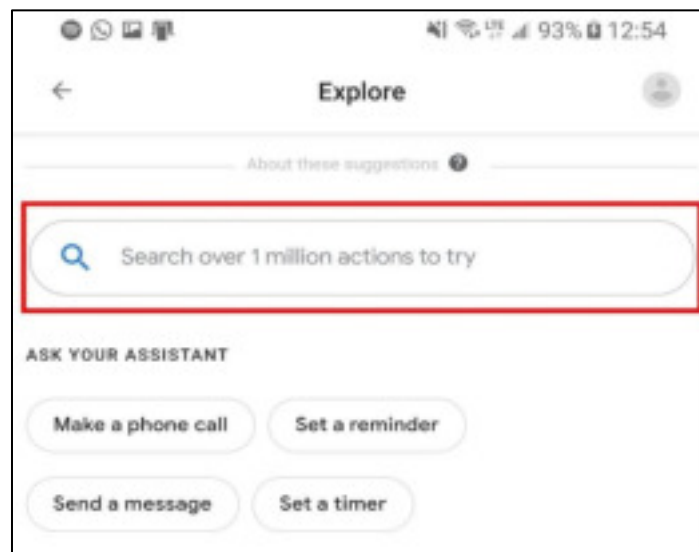 LTE 93% 12:54
Explore
About these suggestions ?
Search over 1 million actions to try
ASK YOUR ASSISTANT
Make a phone call Set a reminder
Send a message Set a timer